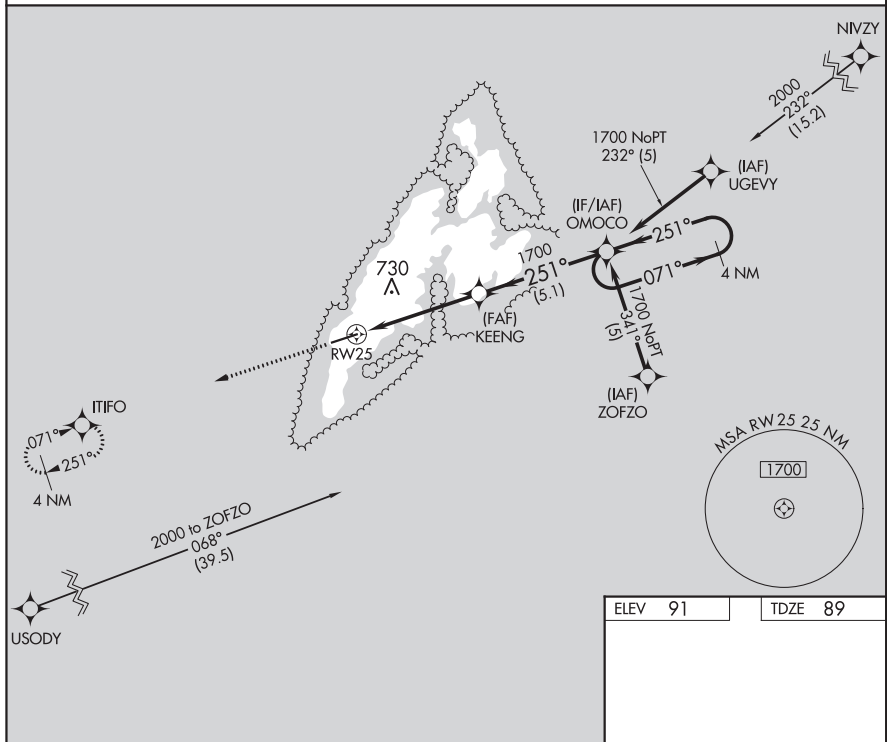 NIVZY
2000
232°
(15.2)
1700 NoPT
232° (5)
(IAF)
UGEVY
(IF/IAF)
OMOCO
251°
071°
4 NM
1700
251°
(5.1)
730
(FAF)
KEENG
RW25
1700 NoPT
341°
(5)
(IAF)
ZOFZO
ITIFO
071°
251°
4 NM
MSA RW 25 25 NM
1700
2000 to ZOFZO
068°
(39.5)
USODY
ELEV 91
TDZE 89